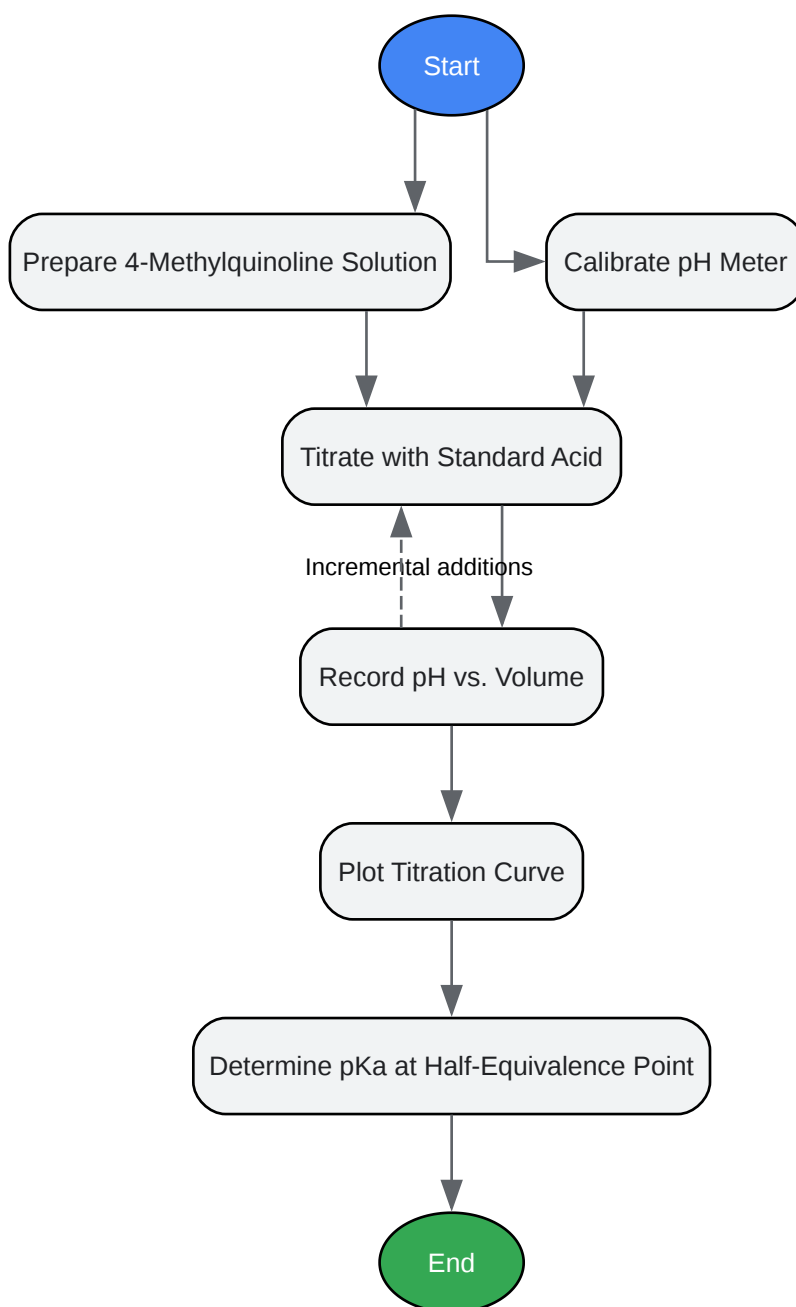 Start
Prepare 4-Methylquinoline Solution
Calibrate pH Meter
Titrate with Standard Acid
Incremental additions
Record pH vs. Volume
Plot Titration Curve
Determine pKa at Half-Equivalence Point
End